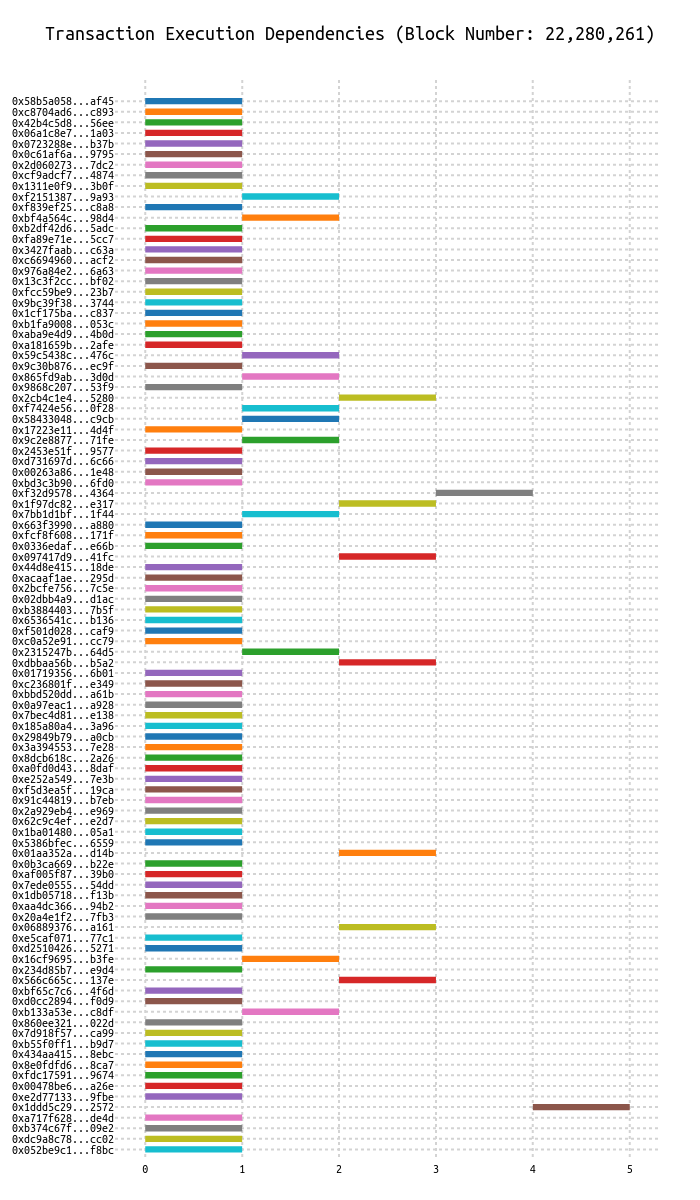 Transaction Execution Dependencies (Block Number: 22,280,261)
0x58b5a058...af45
0xc8704ad6...c893
0x42b4c5d8...56ee
0x06a1c8e7...1a03
0x0723288e...b37b
0x0c61af6a...9795
0x2d060273...7dc2
0xcf9adcf7...4874
0x1311e0f9...3b0f
0xf2151387...9a93
0xf839ef25...c8a8
0xbf4a564c...98d4
0xb2df42d6...5adc
0xfa89e71e...5cc7
0x3427faab...c63a
0xc6694960...acf2
0x976a84e2...6a63
0x13c3f2cc...bf02
0xfcc59be9...23b7
0x9bc39f38...3744
0x1cf175ba...c837
0xb1fa9008...053c
0xaba9e4d9...4b0d
0xa181659b...2afe
0x59c5438c...476c
0x9c30b876...ec9f
0x865fd9ab...3d0d
0x9868c207...53f9
0x2cb4c1e4...5280
0xf7424e56...0f28
0x58433048...c9cb
0x17223e11...4d4f
0x9c2e8877...71fe
0x2453e51f...9577
0xd731697d...6c66
0x00263a86...1e48
0xbd3c3b90...6fd0
0xf32d9578...4364
0x1f97dc82...e317
0x7bb1d1bf...1f44
0x663f3990...a880
0xfcf8f608...171f
0x0336edaf...e66b
0x097417d9...41fc
0x44d8e415...18de
0xacaaf1ae...295d
0x2bcfe756...7c5e
0x02dbb4a9...d1ac
0xb3884403...7b5f
0x6536541c...b136
0xf501d028...caf9
0xc0a52e91...cc79
0x2315247b...64d5
0xdbbaa56b...b5a2
0x01719356...6b01
0xc236801f...e349
0xbbd520dd...a61b
0x0a97eac1...a928
0x7bec4d81...e138
0x185a80a4...3a96
0x29849b79...a0cb
0x3a394553...7e28
0x8dcb618c...2a26
0xa0fd0d43...8daf
0xe252a549...7e3b
0xf5d3ea5f...19ca
0x91c44819...b7eb
0x2a929eb4...e969
0x62c9c4ef...e2d7
0x1ba01480...05a1
0x5386bfec...6559
0x01aa352a...d14b
0x0b3ca669...b22e
0xaf005f87...39b0
0x7ede0555...54dd
0x1db05718...f13b
0xaa4dc366...94b2
0x20a4e1f2...7fb3
0x06889376...a161
0xe5caf071...77c1
0xd2510426...5271
0x16cf9695...b3fe
0x234d85b7...e9d4
0x566c665c...137e
0xbf65c7c6...4f6d
0xd0cc2894...f0d9
0xb133a53e...c8df
0x860ee321...022d
0x7d918f57...ca99
0xb55f0ff1...b9d7
0x434aa415...8ebc
0x8e0fdfd6...8ca7
0xfdc17591...9674
0x00478be6...a26e
0xe2d77133...9fbe
0x1ddd5c29...2572
0xa717f628...de4d
0xb374c67f...09e2
0xdc9a8c78...cc02
0x052be9c1...f8bc
0 1 2 3 4 5